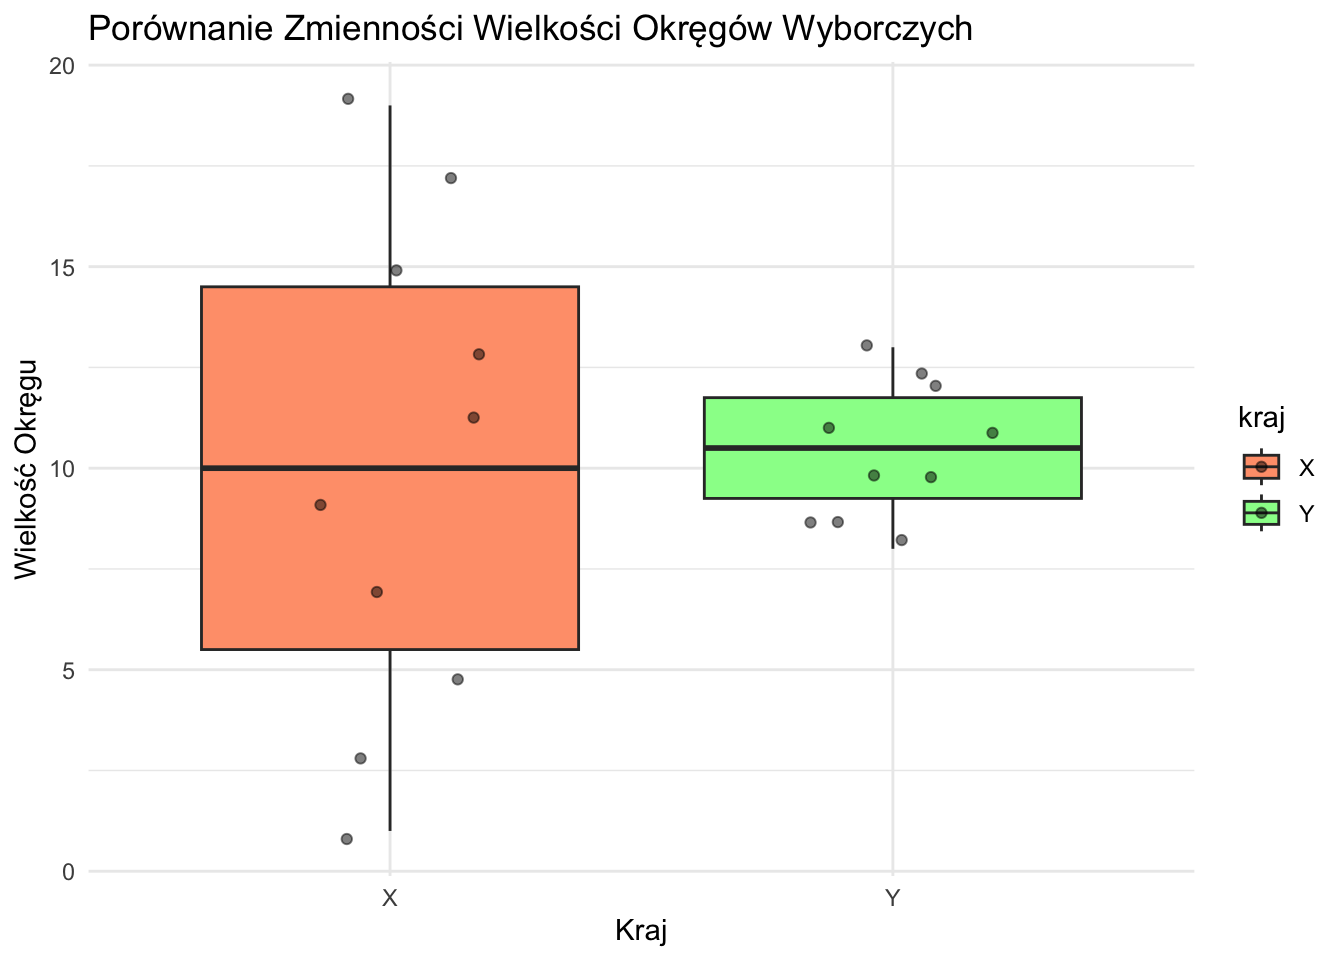 Porównanie Zmienności Wielkości Okręgów Wyborczych
20
15
10
5
0
Wielkość Okręgu
X
Y
Kraj
kraj
X
Y